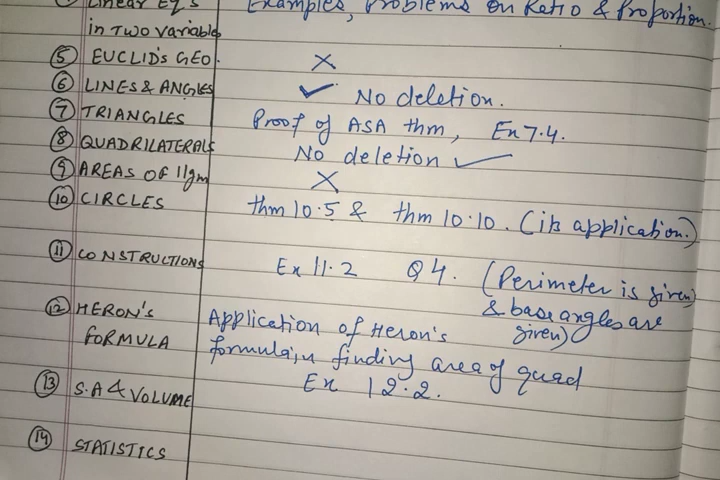 Linear Eq's Examples, Problems on Ratio & Proportion.
in Two Variable
⑤ EUCLID'S GEO. ✗
⑥ LINES & ANGLES ✓ No deletion.
⑦ TRIANGLES Proof of ASA thm, Ex 7.4.
⑧ QUADRILATERALS No deletion ✓
⑨ AREAS OF llgm ✗
⑩ CIRCLES thm 10.5 & thm 10.10. (its application.)
⑪ CONSTRUCTIONS Ex 11.2 Q4. (Perimeter is given)
& base angles are
⑫ HERON'S Application of Heron's given)
FORMULA formula in finding area of quad
Ex 12.2.
⑬ S.A & VOLUME
⑭ STATISTICS